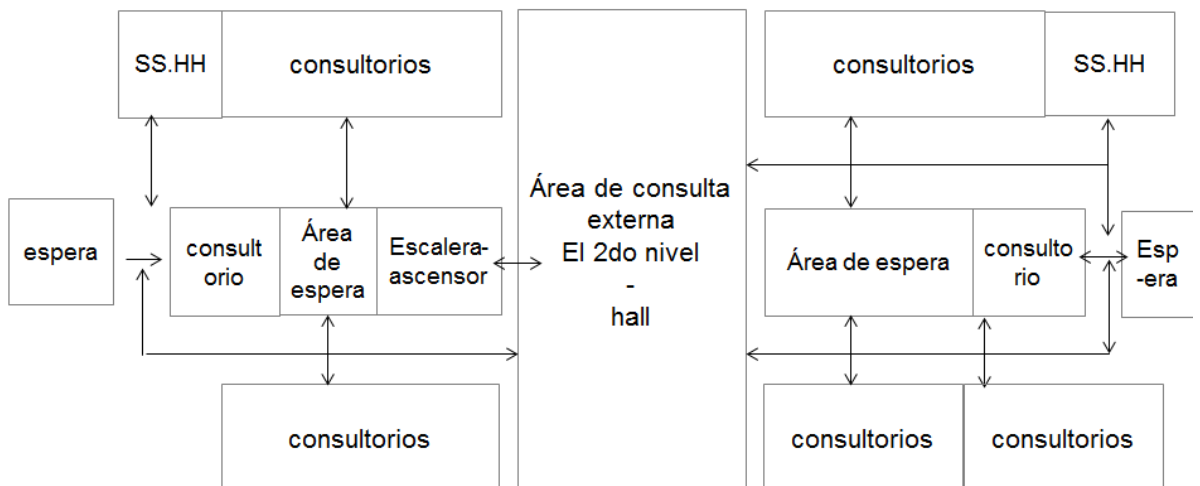 SS.HH
consultorios
consultorios
SS.HH
espera
consult
orio
Área
de
espera
Escalera-
ascensor
Área de consulta
externa
El 2do nivel
-
hall
Área de espera
consulto
rio
Esp
-era
consultorios
consultorios
consultorios